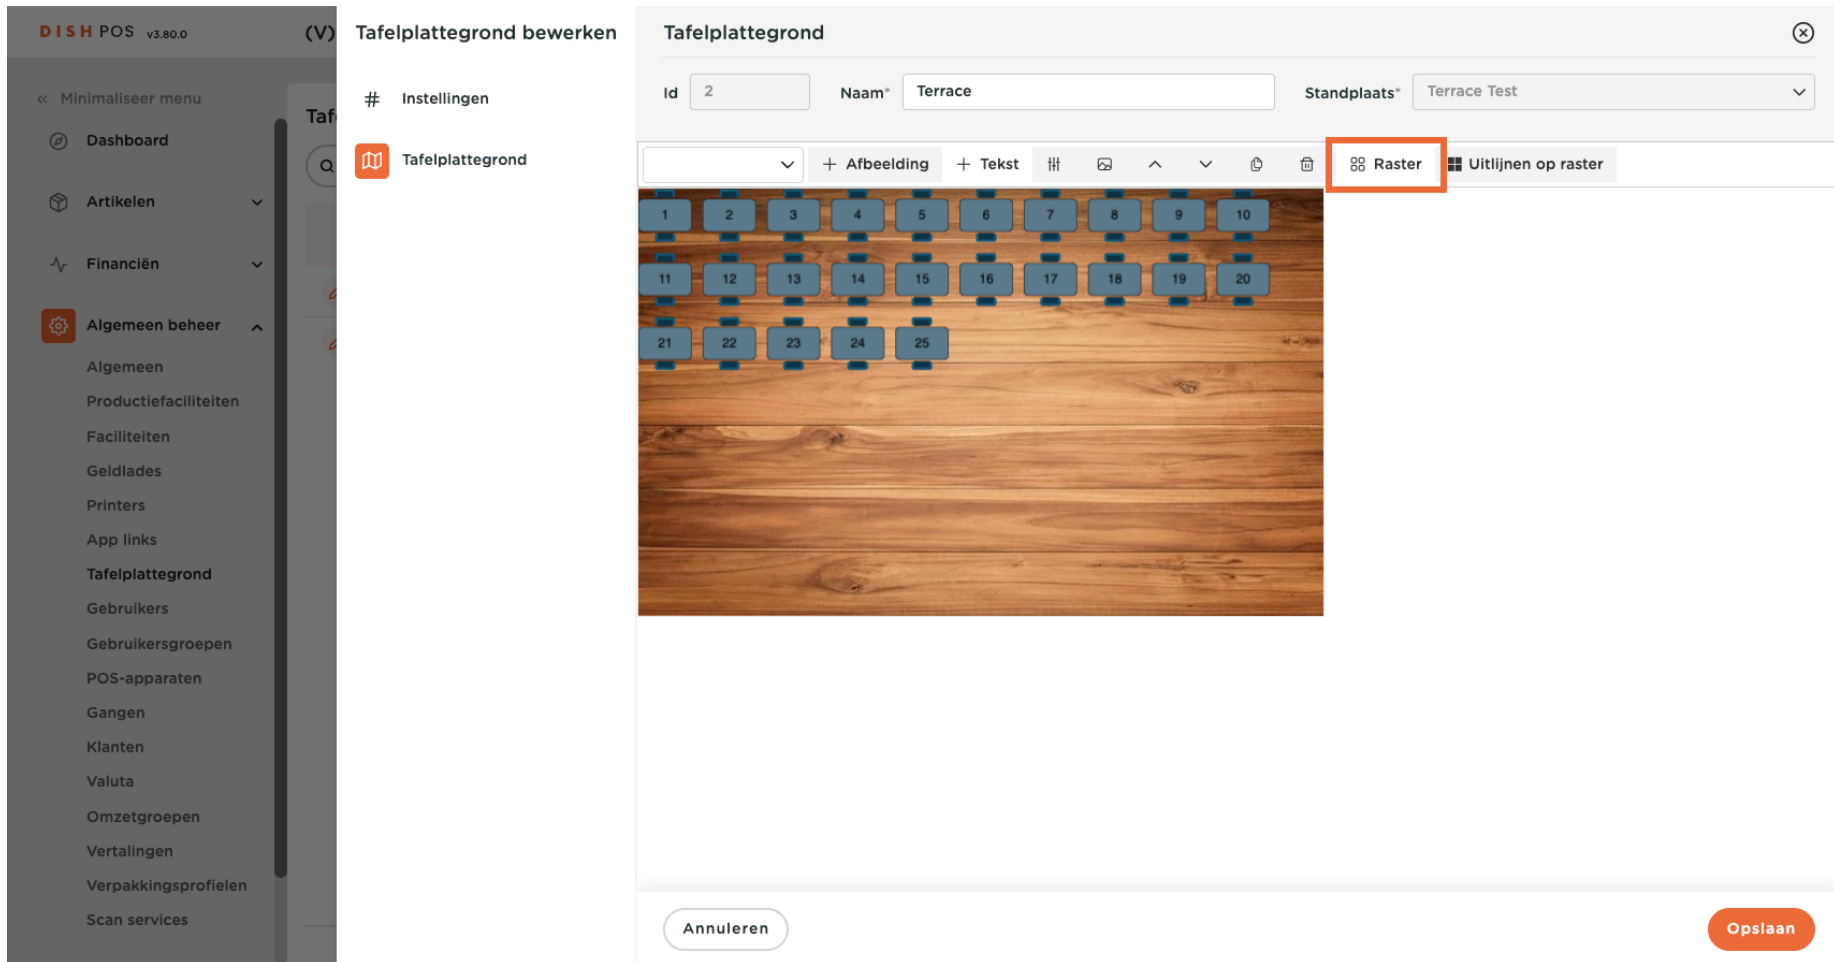 DISH POS v3.80.0
(V)
Minimaliseer menu
Dashboard
Artikelen
Financiën
Algemeen beheer
Algemeen
Productiefaciliteiten
Faciliteiten
Geldlades
Printers
App links
Tafelplattegrond
Gebruikers
Gebruikersgroepen
POS-apparaten
Gangen
Klanten
Valuta
Omzetgroepen
Vertalingen
Verpakkingsprofielen
Scan services
Taf
Tafelplattegrond bewerken
# Instellingen
Tafelplattegrond
Tafelplattegrond
Id 2 Naam* Terrace Standplaats* Terrace Test
+ Afbeelding + Tekst Raster Uitlijnen op raster
1 2 3 4 5 6 7 8 9 10
11 12 13 14 15 16 17 18 19 20
21 22 23 24 25
Annuleren Opslaan